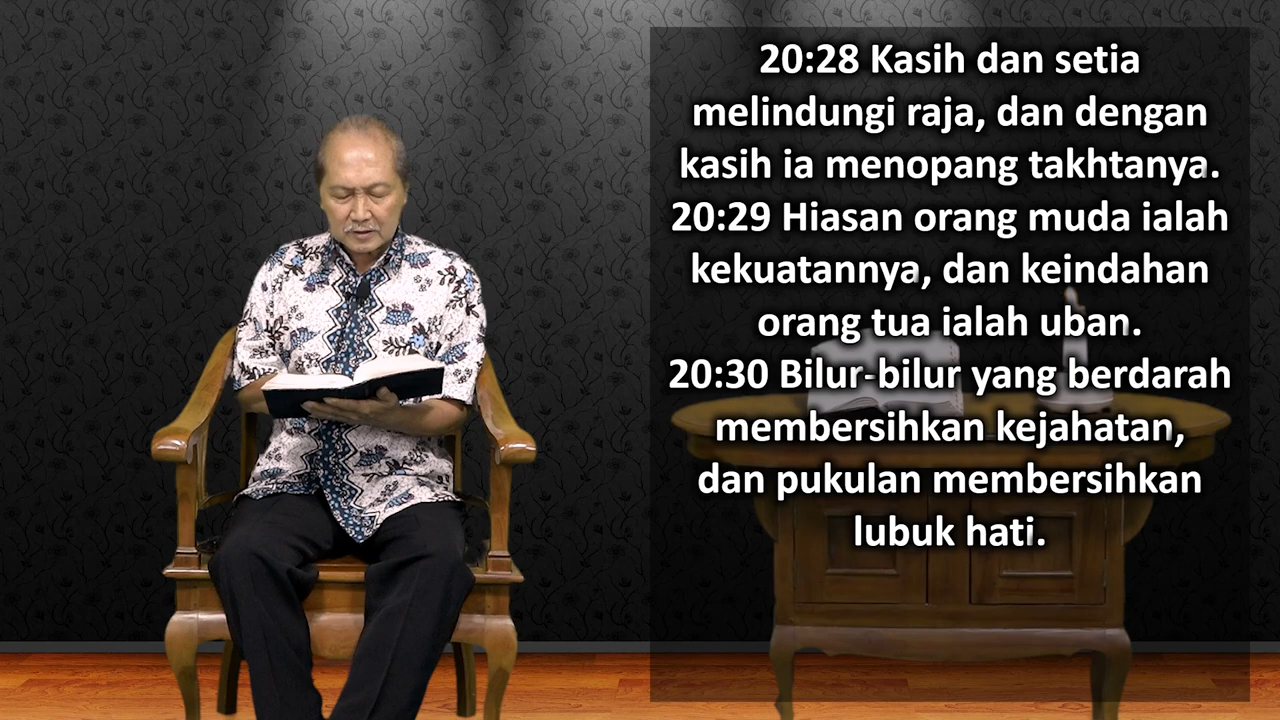 20:28 Kasih dan setia
melindungi raja, dan dengan
kasih ia menopang takhtanya.
20:29 Hiasan orang muda ialah
kekuatannya, dan keindahan
orang tua ialah uban.
20:30 Bilur-bilur yang berdarah
membersihkan kejahatan,
dan pukulan membersihkan
lubuk hati.